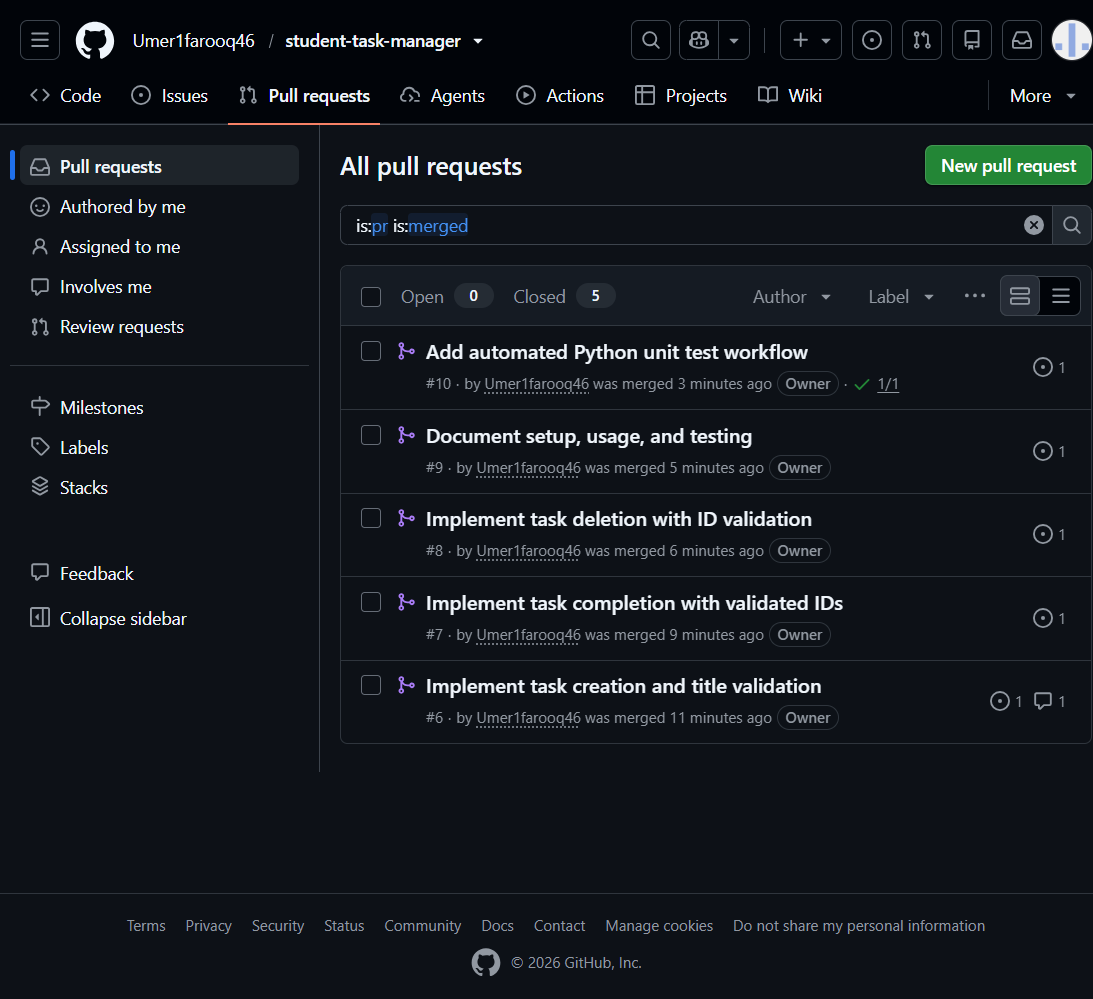 Umer1farooq46 / student-task-manager
Code Issues Pull requests Agents Actions Projects Wiki More
Pull requests
Authored by me
Assigned to me
Involves me
Review requests
Milestones
Labels
Stacks
Feedback
Collapse sidebar
All pull requests
New pull request
is:pr is:merged
Open 0 Closed 5 Author Label
Add automated Python unit test workflow
1
#10 · by Umer1farooq46 was merged 3 minutes ago Owner · 1/1
Document setup, usage, and testing
1
#9 · by Umer1farooq46 was merged 5 minutes ago Owner
Implement task deletion with ID validation
1
#8 · by Umer1farooq46 was merged 6 minutes ago Owner
Implement task completion with validated IDs
1
#7 · by Umer1farooq46 was merged 9 minutes ago Owner
Implement task creation and title validation
1 1
#6 · by Umer1farooq46 was merged 11 minutes ago Owner
Terms Privacy Security Status Community Docs Contact Manage cookies Do not share my personal information
© 2026 GitHub, Inc.